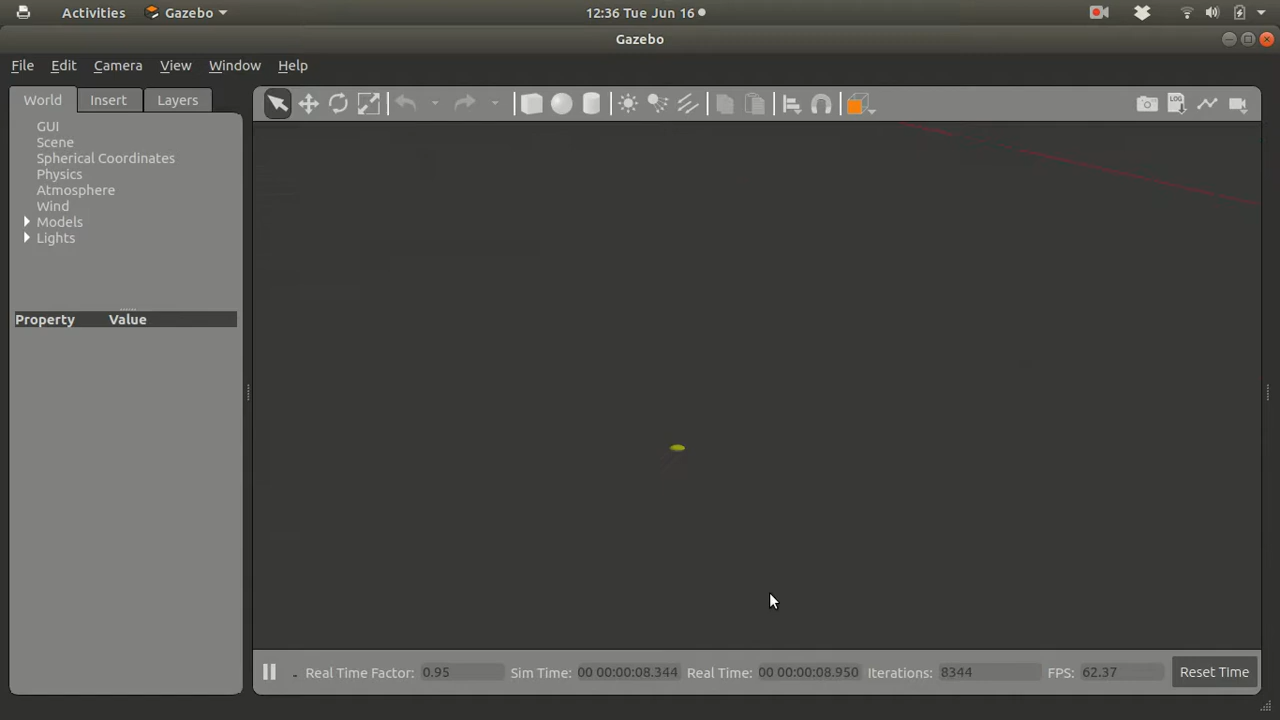 Activities Gazebo 12:36 Tue Jun 16
Gazebo
File Edit Camera View Window Help
World Insert Layers
LOG
GUI
Scene
Spherical Coordinates
Physics
Atmosphere
Wind
Models
Lights
Property Value
Real Time Factor: 0.95 Sim Time: 00 00:00:08.344 Real Time: 00 00:00:08.950 Iterations: 8344 FPS: 62.37 Reset Time